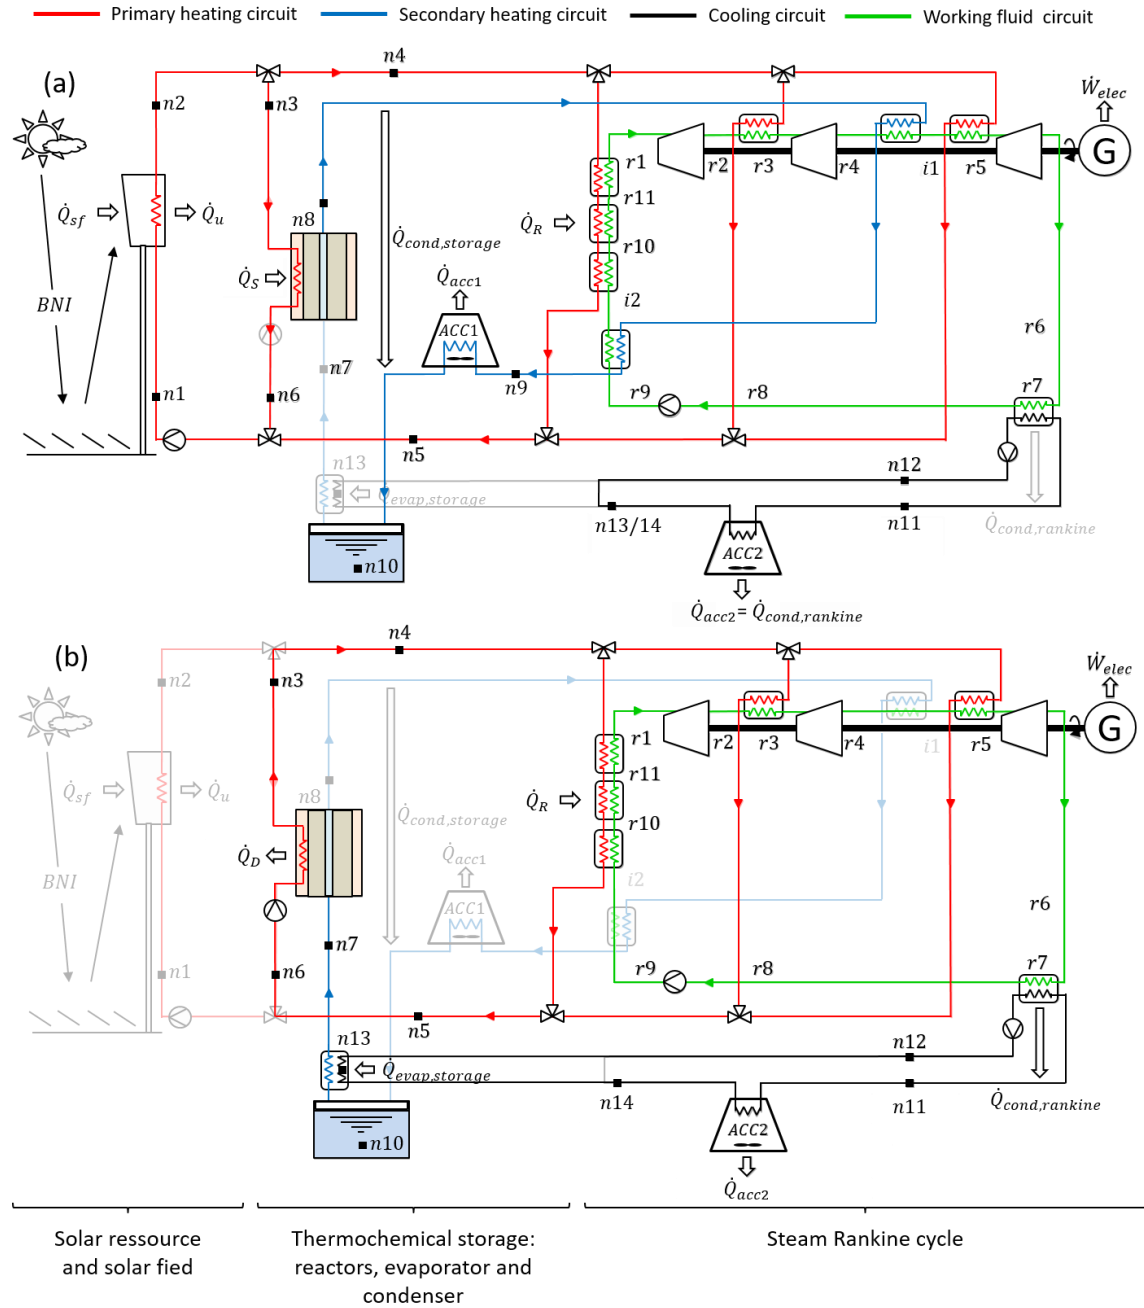 Primary heating circuit Secondary heating circuit Cooling circuit Working fluid circuit
(a)
n4
n2
n3
Ẇelec
G
r1 r2 r3 r4 i1 r5
r11
Q̇sf Q̇u
n8
Q̇cond,storage
Q̇R
r10
Q̇S
Q̇acc1
BNI
i2
ACC1
r6
n7
n9
r7
n1
n6
r9 r8
n5
n13
n12
Q̇evap,storage
n13/14
n11
Q̇cond,rankine
ACC2
n10
Q̇acc2= Q̇cond,rankine
(b)
n4
n2
n3
Ẇelec
G
r1 r2 r3 r4 i1 r5
r11
n8
Q̇sf Q̇u
Q̇R
Q̇cond,storage
r10
Q̇D
Q̇acc1
BNI
i2
ACC1
r6
n7
n1
n6
r9 r8
r7
n5
n13
n12
Q̇evap,storage
n14
n11
Q̇cond,rankine
ACC2
n10
Q̇acc2
Solar ressource
and solar fied
Thermochemical storage:
reactors, evaporator and
condenser
Steam Rankine cycle